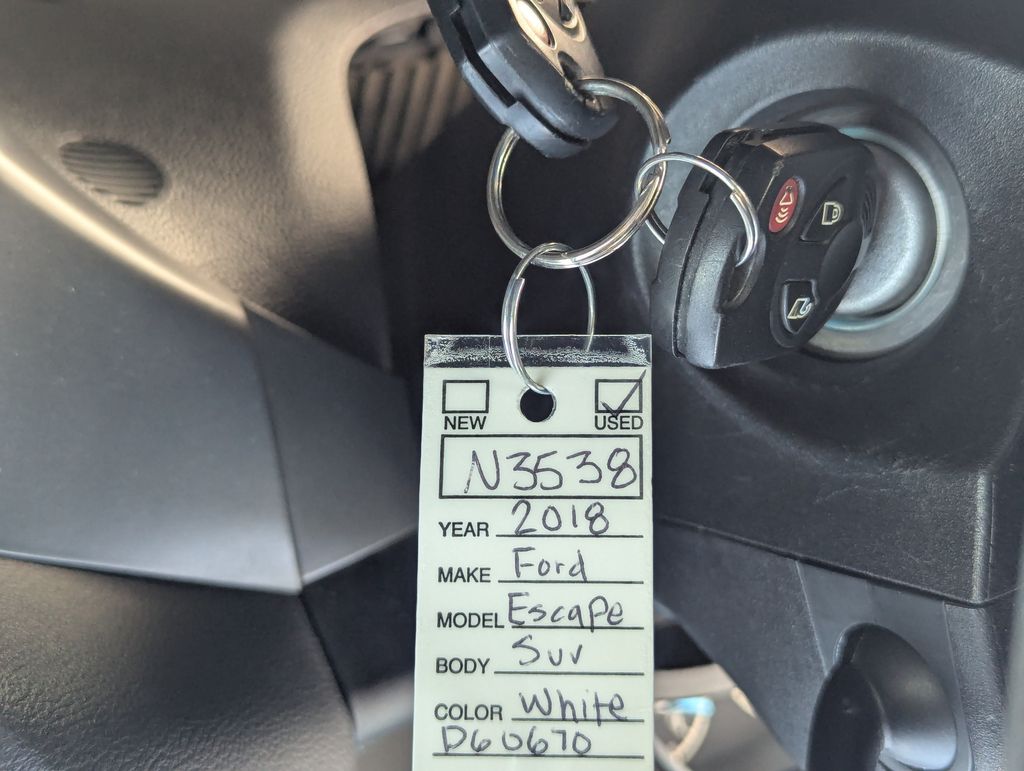 NEW USED
N3538
YEAR 2018
MAKE Ford
MODEL Escape
BODY Suv
COLOR White
D60670